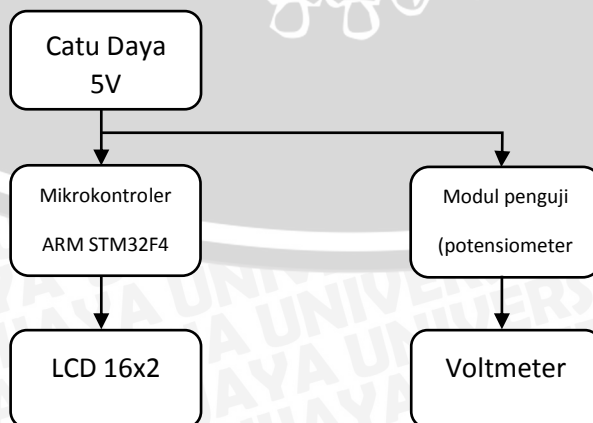 Catu Daya
5V
Mikrokontroler
ARM STM32F4
Modul penguji
(potensiometer
LCD 16x2
Voltmeter